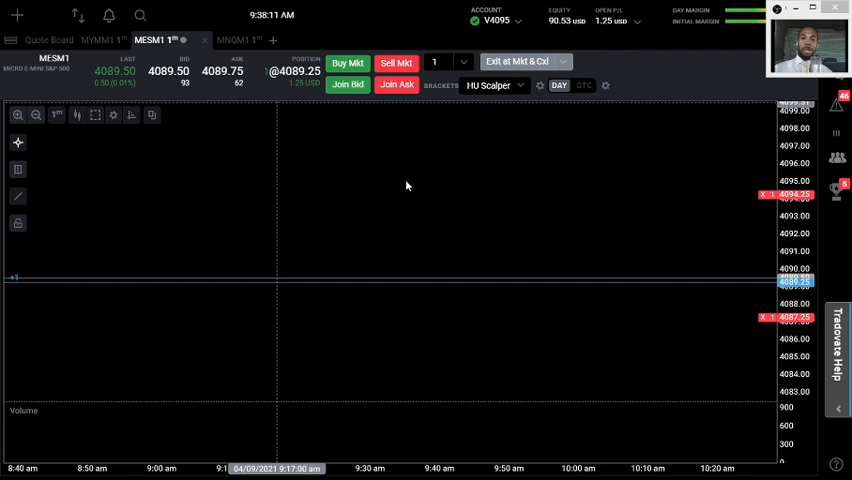 9:38:11 AM
ACCOUNT
V4095
EQUITY
90.53 USD
OPEN P/L
1.25 USD
DAY MARGIN
INITIAL MARGIN
Quote Board
MYMM1 1m
MESM1 1m
MNQM1 1m
MESM1
MICRO E-MINI S&P 500
LAST
4089.50
0.50 (0.01%)
BID
4089.50
93
ASK
4089.75
62
POSITION
1@4089.25
1.25 USD
Buy Mkt
Sell Mkt
1
Exit at Mkt & Cxl
Join Bid
Join Ask
BRACKETS
HU Scalper
DAY
GTC
46
5
1m
4099.51
4099.00
4098.00
4097.00
4096.00
4095.00
X 1 4094.25
4093.00
4092.00
4091.00
4090.00
+1
4089.25
4088.00
X 1 4087.25
4086.00
4085.00
4084.00
4083.00
Volume
900
600
300
0
8:40 am
8:50 am
9:00 am
04/09/2021 9:17:00 am
9:30 am
9:40 am
9:50 am
10:00 am
10:10 am
10:20 am
Tradovate Help